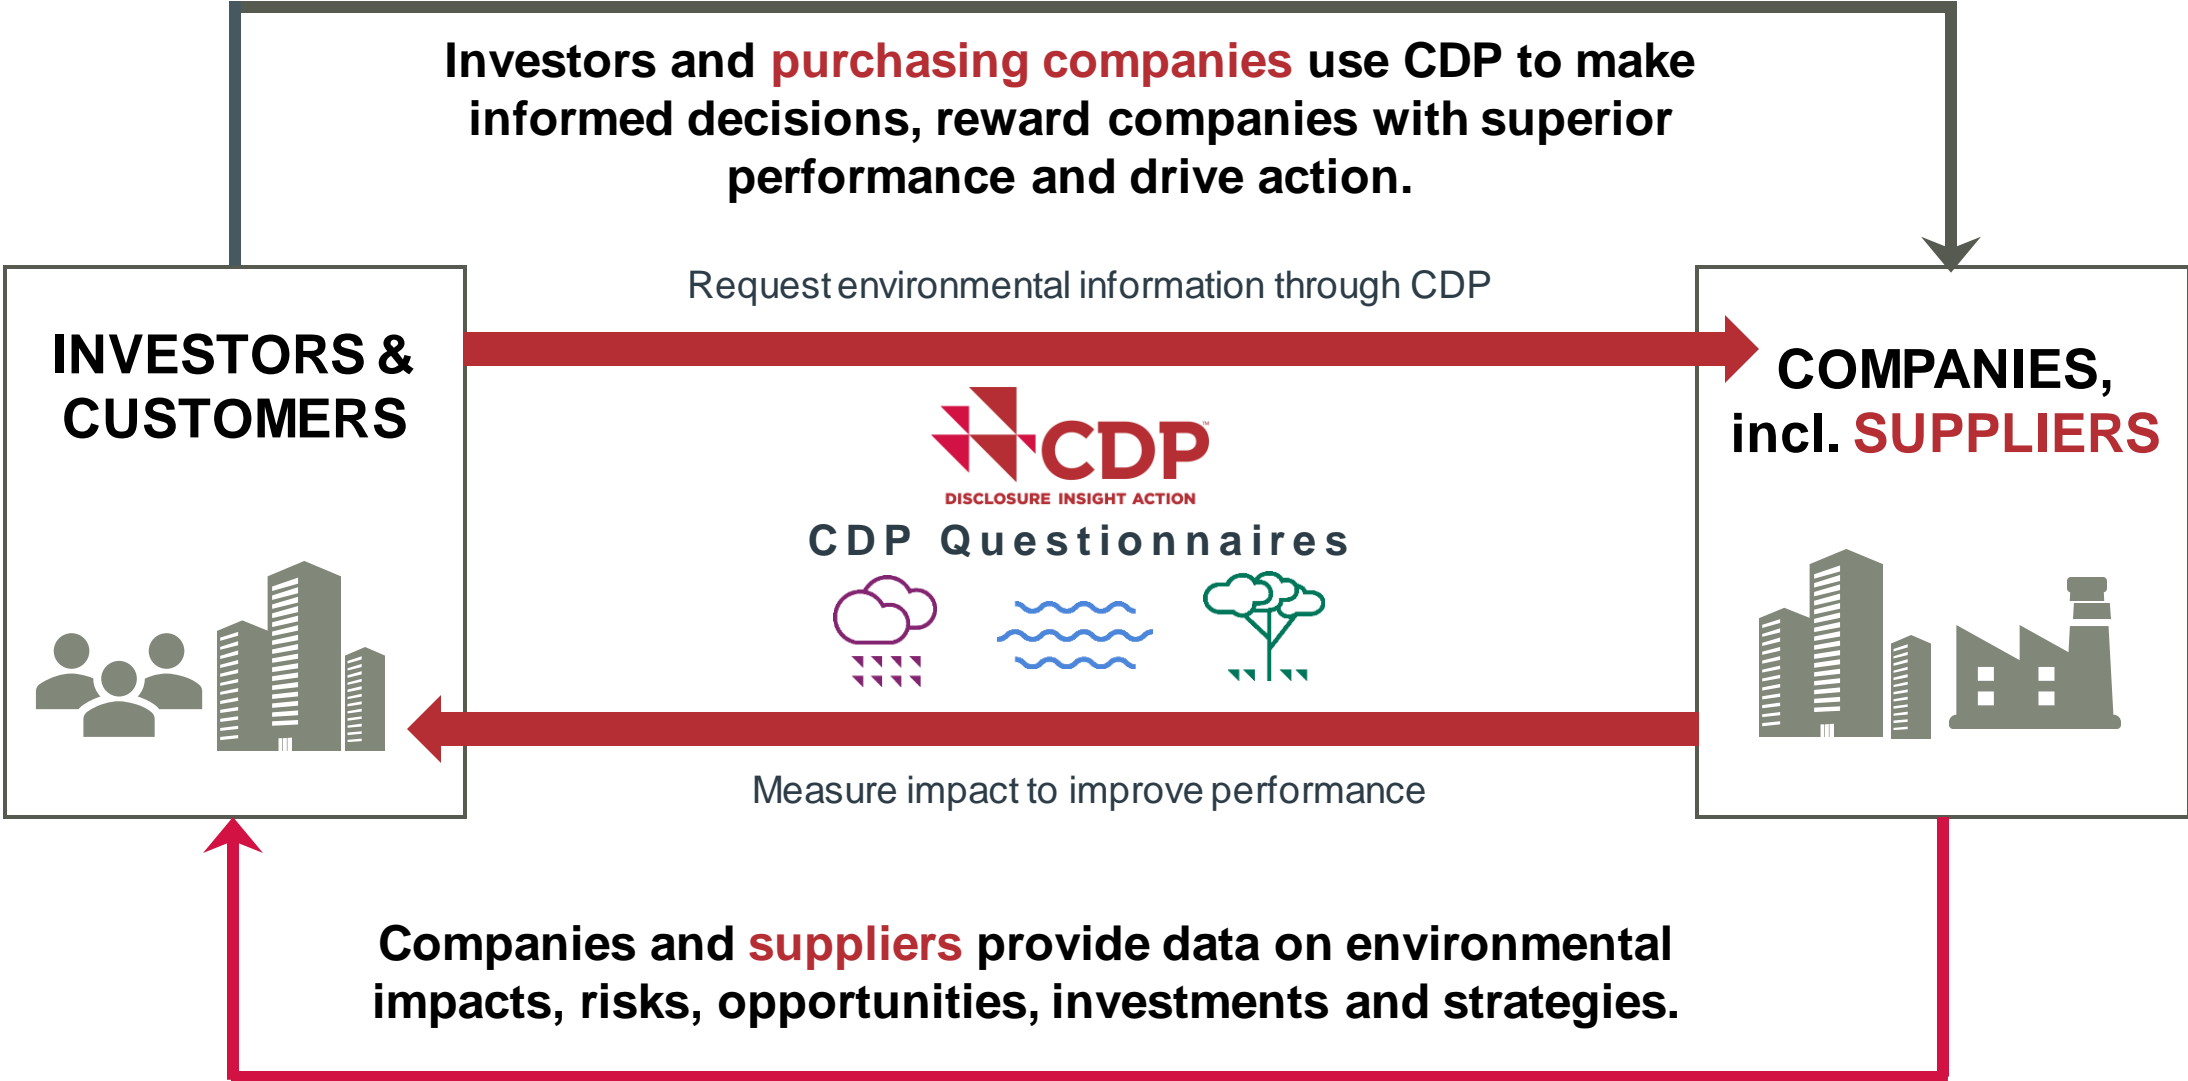 Investors and purchasing companies use CDP to make
informed decisions, reward companies with superior
performance and drive action.
Request environmental information through CDP
INVESTORS &
CUSTOMERS
COMPANIES,
incl. SUPPLIERS
CDP™
DISCLOSURE INSIGHT ACTION
CDP Questionnaires
Measure impact to improve performance
Companies and suppliers provide data on environmental
impacts, risks, opportunities, investments and strategies.